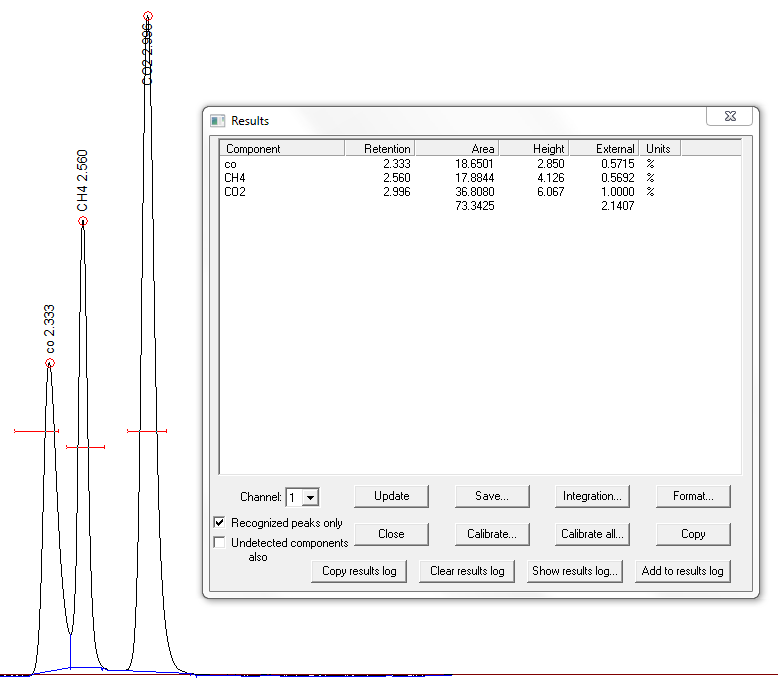 CO2 2.996
CH4 2.560
co 2.333
Results
Component Retention Area Height External Units
co 2.333 18.6501 2.850 0.5715 %
CH4 2.560 17.8844 4.126 0.5692 %
CO2 2.996 36.8080 6.067 1.0000 %
73.3425 2.1407
Channel: 1 Update Save... Integration... Format...
Recognized peaks only
Close Calibrate... Calibrate all... Copy
Undetected components
also
Copy results log Clear results log Show results log... Add to results log